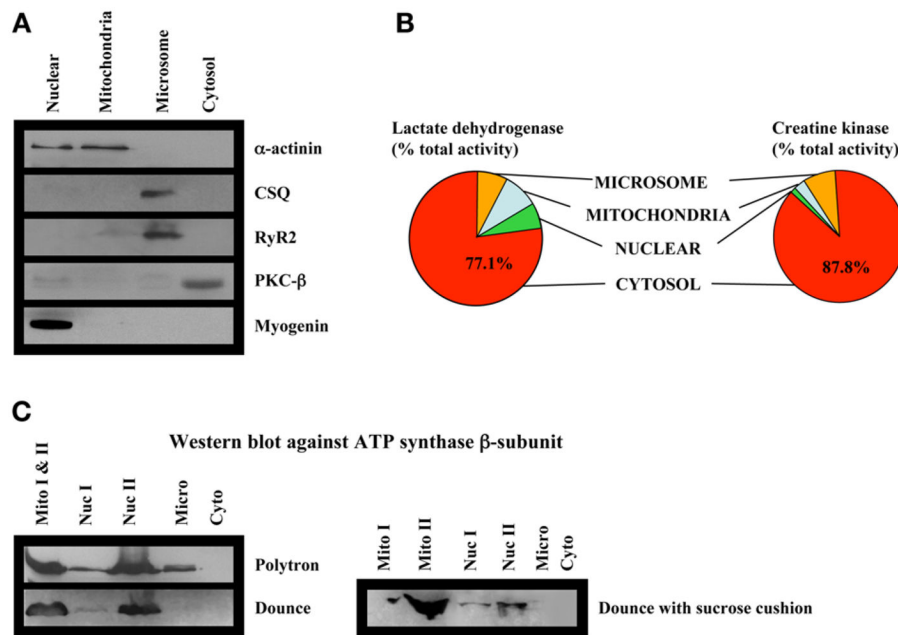 A
Nuclear
Mitochondria
Microsome
Cytosol
α-actinin
CSQ
RyR2
PKC-β
Myogenin
B
Lactate dehydrogenase
(% total activity)
Creatine kinase
(% total activity)
MICROSOME
MITOCHONDRIA
NUCLEAR
CYTOSOL
77.1%
87.8%
C
Western blot against ATP synthase β-subunit
Mito I & II
Nuc I
Nuc II
Micro
Cyto
Polytron
Dounce
Mito I
Mito II
Nuc I
Nuc II
Micro
Cyto
Dounce with sucrose cushion